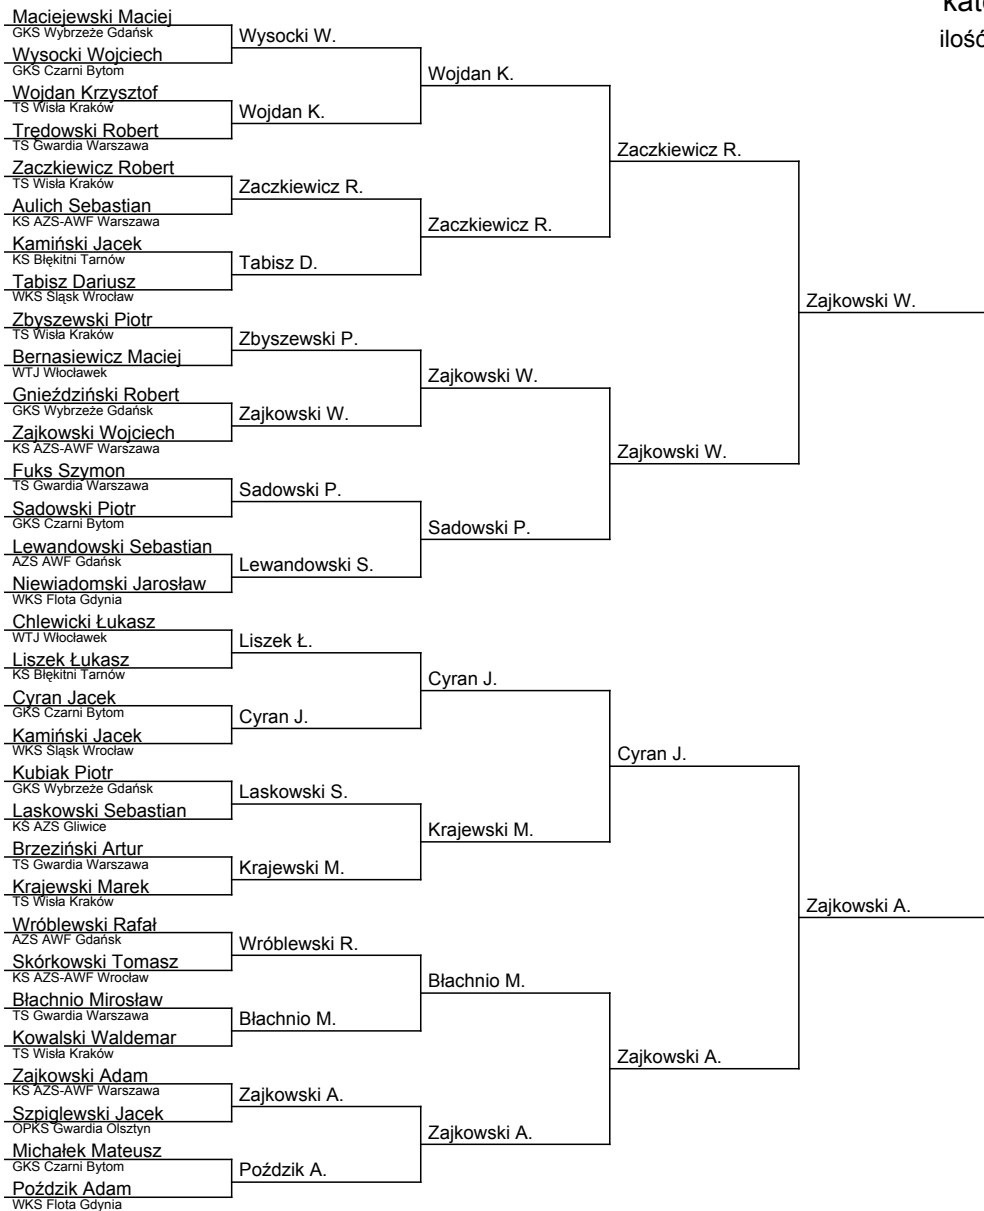 kat
ilość
Maciejewski Maciej
GKS Wybrzeże Gdańsk
Wysocki Wojciech
GKS Czarni Bytom
Wojdan Krzysztof
TS Wisła Kraków
Trędowski Robert
TS Gwardia Warszawa
Zaczkiewicz Robert
TS Wisła Kraków
Aulich Sebastian
KS AZS-AWF Warszawa
Kamiński Jacek
KS Błękitni Tarnów
Tabisz Dariusz
WKS Śląsk Wrocław
Zbyszewski Piotr
TS Wisła Kraków
Bernasiewicz Maciej
WTJ Włocławek
Gnieździński Robert
GKS Wybrzeże Gdańsk
Zajkowski Wojciech
KS AZS-AWF Warszawa
Fuks Szymon
TS Gwardia Warszawa
Sadowski Piotr
GKS Czarni Bytom
Lewandowski Sebastian
AZS AWF Gdańsk
Niewiadomski Jarosław
WKS Flota Gdynia
Chlewicki Łukasz
WTJ Włocławek
Liszek Łukasz
KS Błękitni Tarnów
Cyran Jacek
GKS Czarni Bytom
Kamiński Jacek
WKS Śląsk Wrocław
Kubiak Piotr
GKS Wybrzeże Gdańsk
Laskowski Sebastian
KS AZS Gliwice
Brzeziński Artur
TS Gwardia Warszawa
Krajewski Marek
TS Wisła Kraków
Wróblewski Rafał
AZS AWF Gdańsk
Skórkowski Tomasz
KS AZS-AWF Wrocław
Błachnio Mirosław
TS Gwardia Warszawa
Kowalski Waldemar
TS Wisła Kraków
Zajkowski Adam
KS AZS-AWF Warszawa
Szpiglewski Jacek
OPKS Gwardia Olsztyn
Michałek Mateusz
GKS Czarni Bytom
Poździk Adam
WKS Flota Gdynia
Wysocki W.
Wojdan K.
Zaczkiewicz R.
Tabisz D.
Zbyszewski P.
Zajkowski W.
Sadowski P.
Lewandowski S.
Liszek Ł.
Cyran J.
Laskowski S.
Krajewski M.
Wróblewski R.
Błachnio M.
Zajkowski A.
Poździk A.
Wojdan K.
Zaczkiewicz R.
Zajkowski W.
Sadowski P.
Cyran J.
Krajewski M.
Błachnio M.
Zajkowski A.
Zaczkiewicz R.
Zajkowski W.
Cyran J.
Zajkowski A.
Zajkowski W.
Zajkowski A.